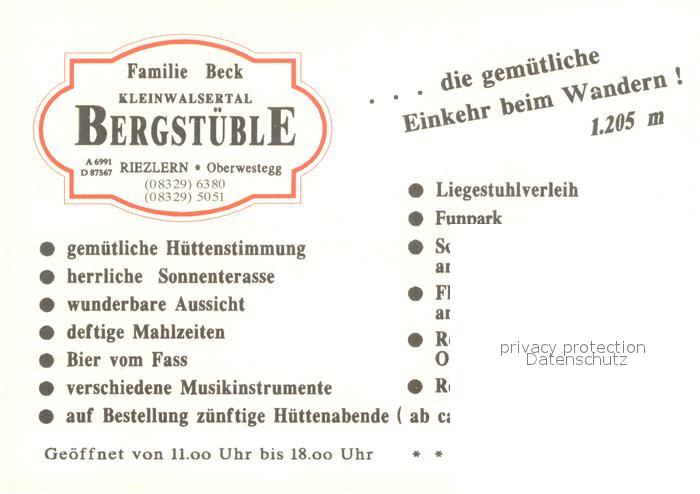 Familie Beck
KLEINWALSERTAL
BERGSTÜBLE
A 6991
D 87567
RIEZLERN * Oberwestegg
(08329) 6380
(08329) 5051
. . . die gemütliche
Einkehr beim Wandern !
1.205 m
● gemütliche Hüttenstimmung
● herrliche Sonnenterasse
● wunderbare Aussicht
● deftige Mahlzeiten
● Bier vom Fass
● verschiedene Musikinstrumente
● auf Bestellung zünftige Hüttenabende ( ab
Geöffnet von 11.oo Uhr bis 18.oo Uhr * *
● Liegestuhlverleih
● Funpark
privacy protection
Datenschutz